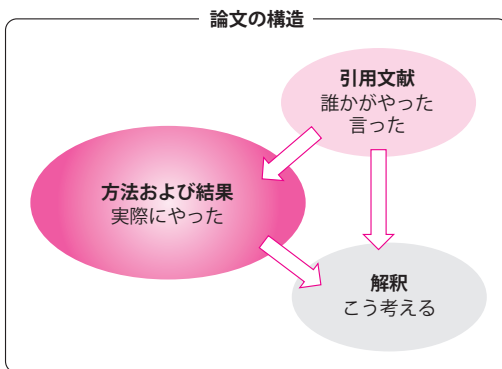 論文の構造
引用文献
誰かがやった
言った
方法および結果
実際にやった
解釈
こう考える